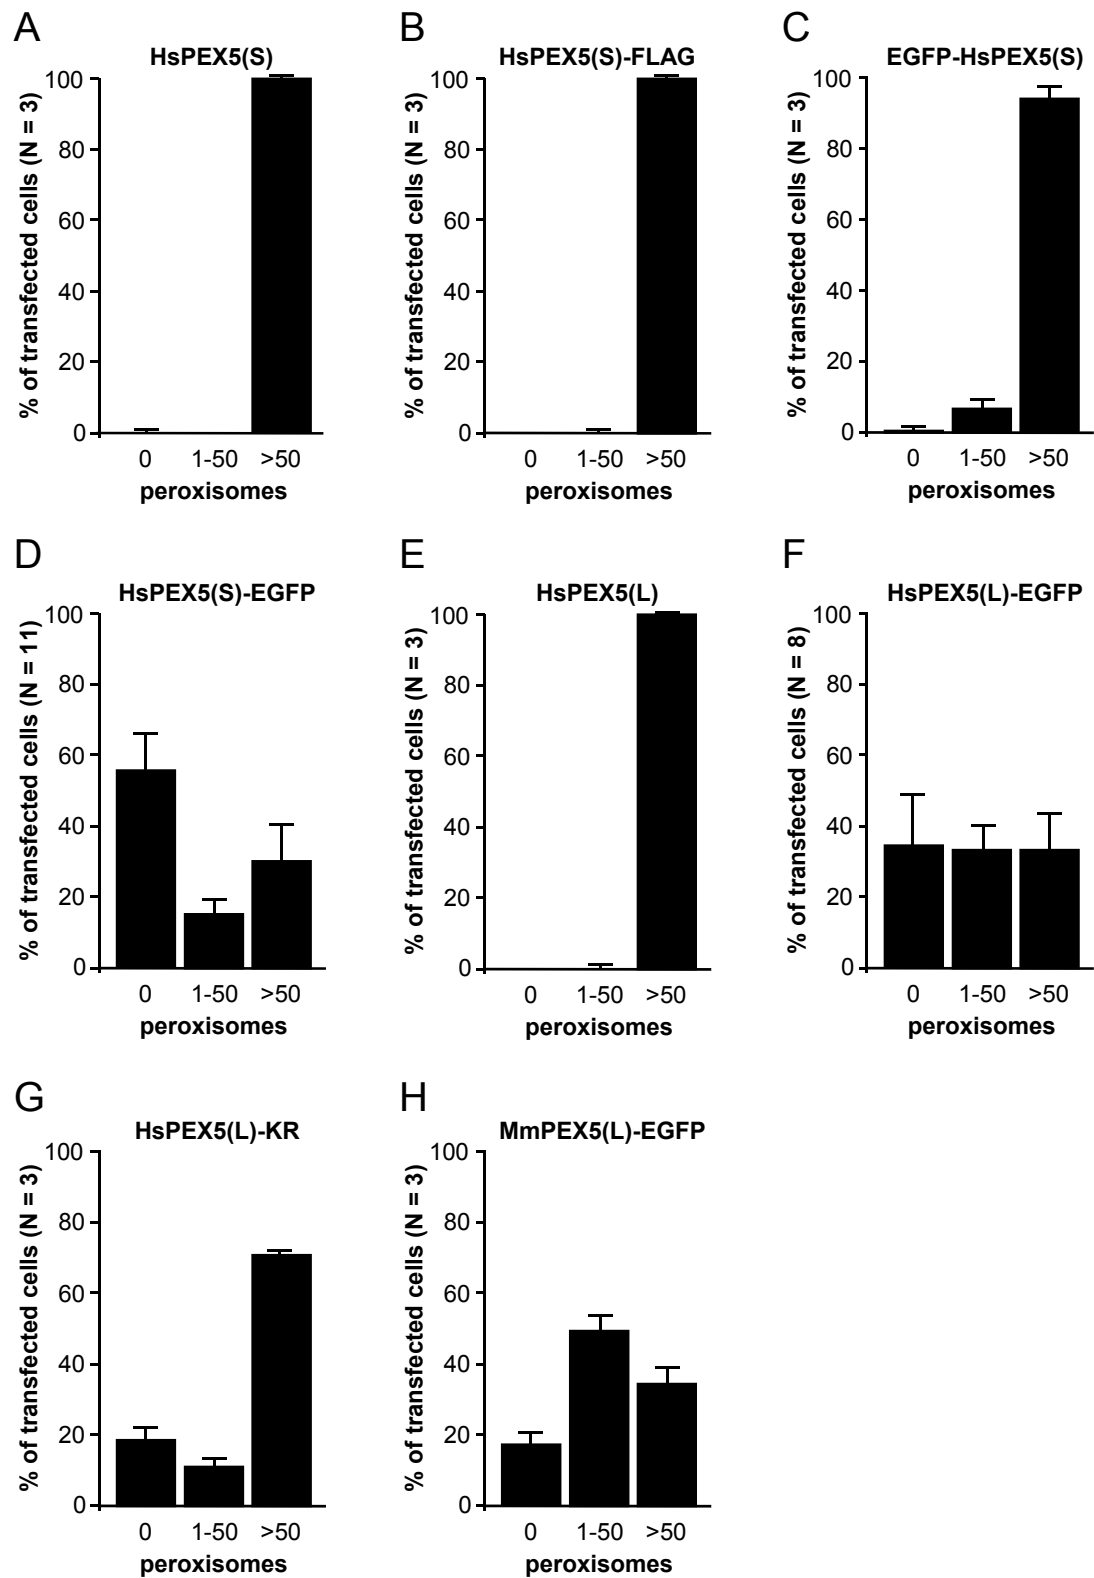 A
HsPEX5(S)
% of transfected cells (N = 3)
100
80
60
40
20
0
0 1-50 >50
peroxisomes
B
HsPEX5(S)-FLAG
% of transfected cells (N = 3)
100
80
60
40
20
0
0 1-50 >50
peroxisomes
C
EGFP-HsPEX5(S)
% of transfected cells (N = 3)
100
80
60
40
20
0
0 1-50 >50
peroxisomes
D
HsPEX5(S)-EGFP
% of transfected cells (N = 11)
100
80
60
40
20
0
0 1-50 >50
peroxisomes
E
HsPEX5(L)
% of transfected cells (N = 3)
100
80
60
40
20
0
0 1-50 >50
peroxisomes
F
HsPEX5(L)-EGFP
% of transfected cells (N = 8)
100
80
60
40
20
0
0 1-50 >50
peroxisomes
G
HsPEX5(L)-KR
% of transfected cells (N = 3)
100
80
60
40
20
0
0 1-50 >50
peroxisomes
H
MmPEX5(L)-EGFP
% of transfected cells (N = 3)
100
80
60
40
20
0
0 1-50 >50
peroxisomes